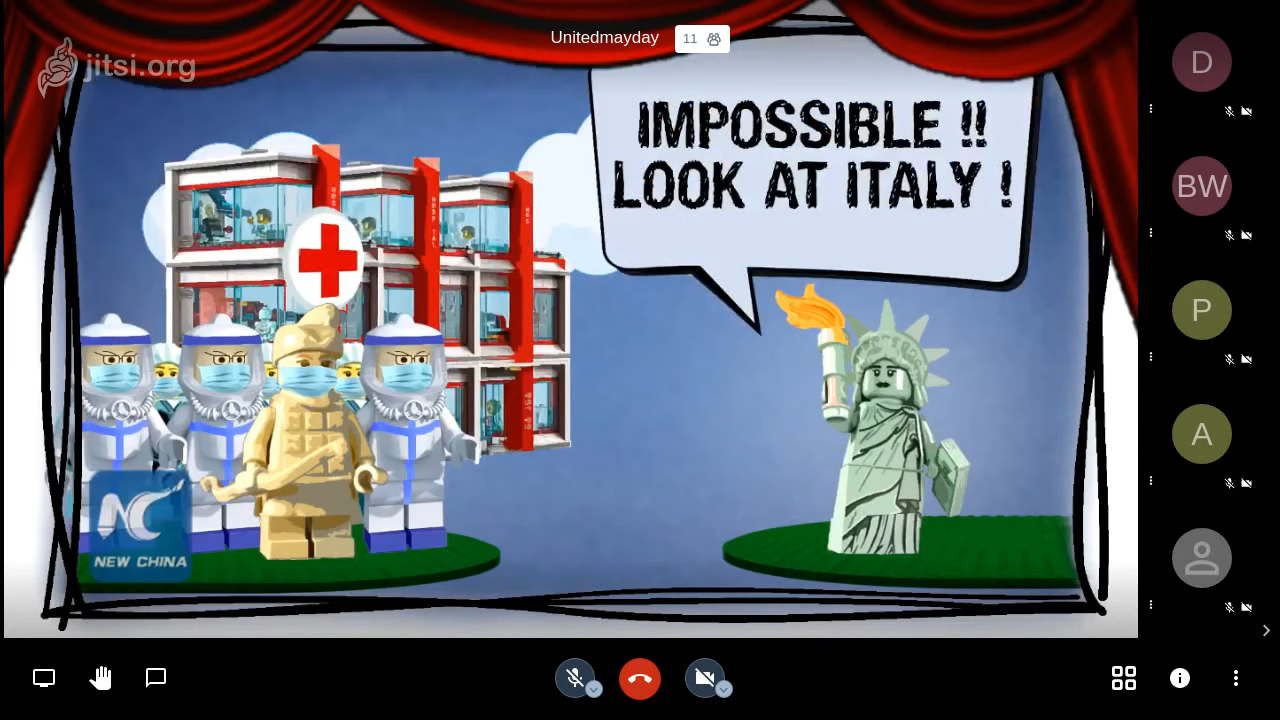 Unitedmayday
11
jitsi.org
IMPOSSIBLE !!
LOOK AT ITALY !
NEW CHINA
D
BW
P
A